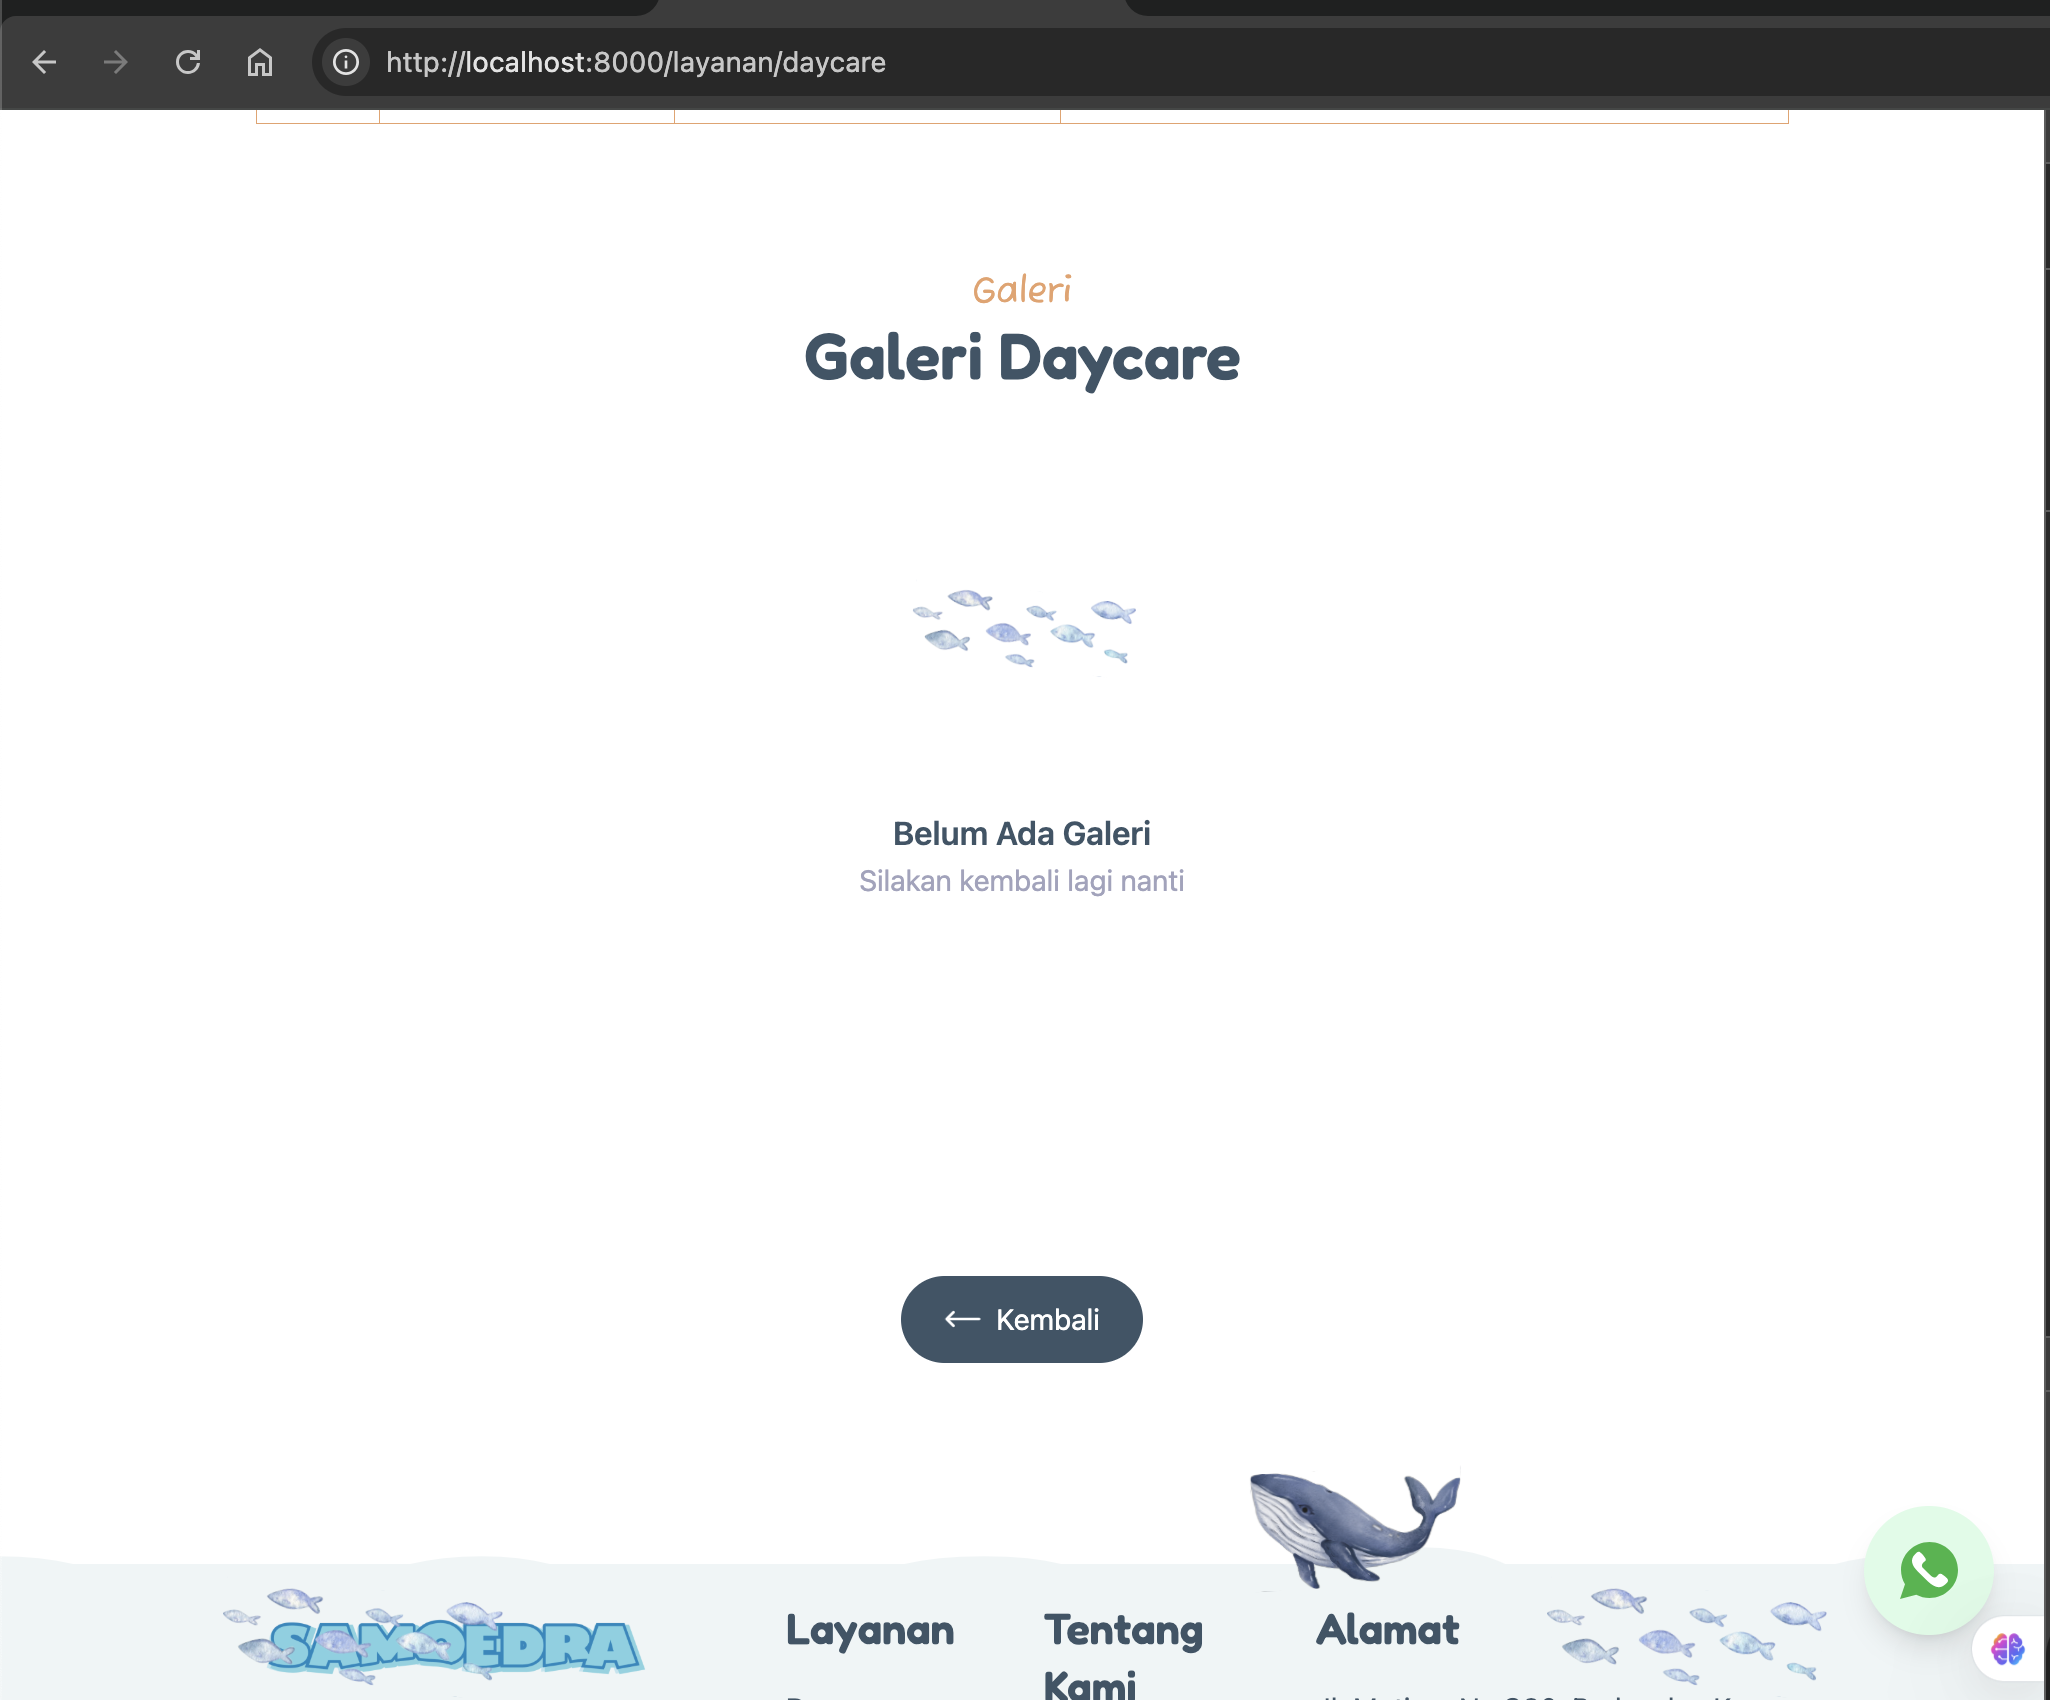 http://localhost:8000/layanan/daycare
Galeri
Galeri Daycare
Belum Ada Galeri
Silakan kembali lagi nanti
Kembali
SAMOEDRA
Layanan
Tentang
Kami
Alamat